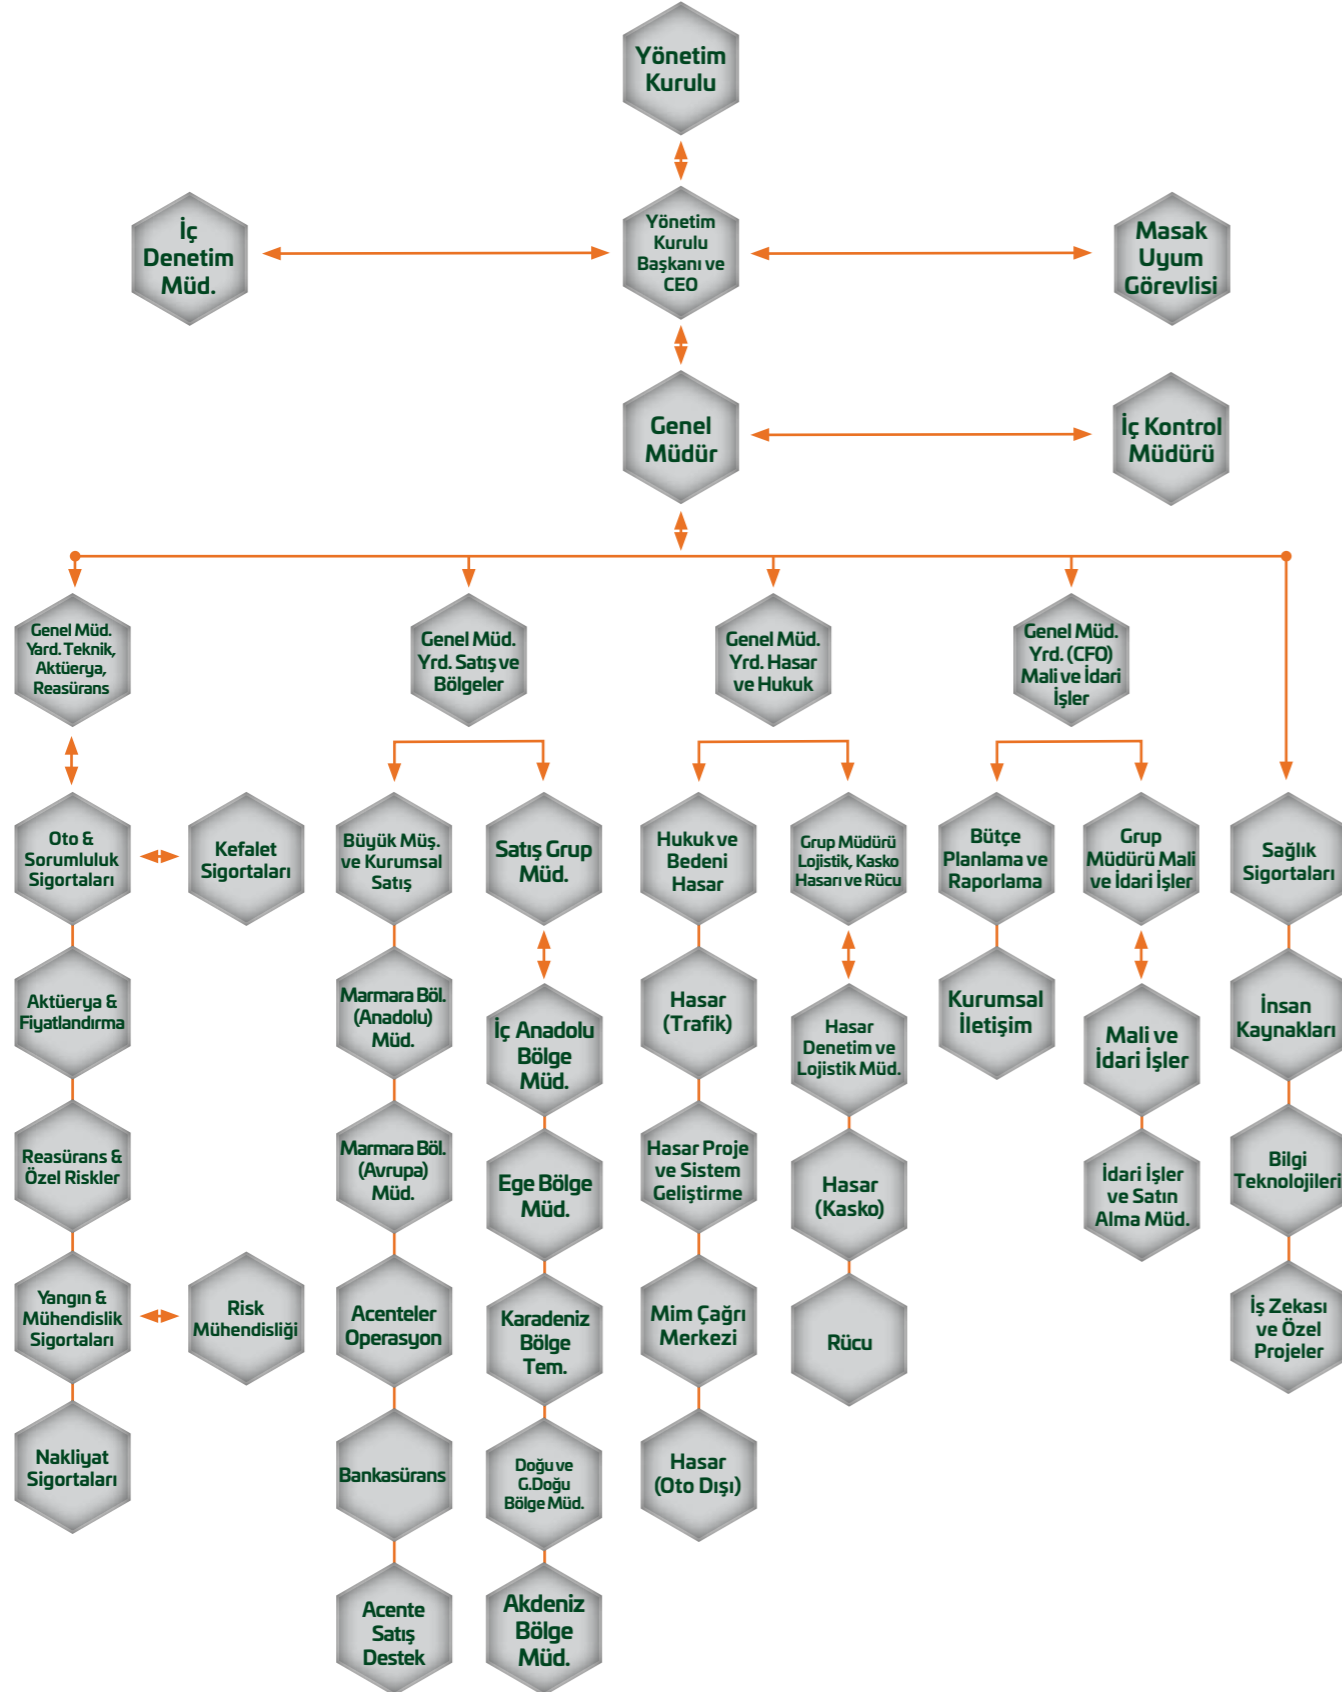 Yönetim
Kurulu
İç
Denetim
Müd.
Yönetim
Kurulu
Başkanı ve
CEO
Masak
Uyum
Görevlisi
Genel
Müdür
İç Kontrol
Müdürü
Genel Müd.
Yard. Teknik,
Aktüerya,
Reasürans
Genel Müd.
Yrd. Satış ve
Bölgeler
Genel Müd.
Yrd. Hasar
ve Hukuk
Genel Müd.
Yrd. (CFO)
Mali ve İdari
İşler
Oto &
Sorumluluk
Sigortaları
Kefalet
Sigortaları
Büyük Müş.
ve Kurumsal
Satış
Satış Grup
Müd.
Hukuk ve
Bedeni
Hasar
Grup Müdürü
Lojistik, Kasko
Hasarı ve Rücu
Bütçe
Planlama ve
Raporlama
Grup
Müdürü Mali
ve İdari İşler
Sağlık
Sigortaları
Aktüerya &
Fiyatlandırma
Marmara Böl.
(Anadolu)
Müd.
İç Anadolu
Bölge
Müd.
Hasar
(Trafik)
Hasar
Denetim ve
Lojistik Müd.
Kurumsal
İletişim
Mali ve
İdari İşler
İnsan
Kaynakları
Reasürans &
Özel Riskler
Marmara Böl.
(Avrupa)
Müd.
Ege Bölge
Müd.
Hasar Proje
ve Sistem
Geliştirme
Hasar
(Kasko)
İdari İşler
ve Satın
Alma Müd.
Bilgi
Teknolojileri
Yangın &
Mühendislik
Sigortaları
Risk
Mühendisliği
Acenteler
Operasyon
Karadeniz
Bölge
Tem.
Mim Çağrı
Merkezi
Rücu
İş Zekası
ve Özel
Projeler
Nakliyat
Sigortaları
Bankasürans
Doğu ve
G.Doğu
Bölge Müd.
Hasar
(Oto Dışı)
Acente
Satış
Destek
Akdeniz
Bölge
Müd.